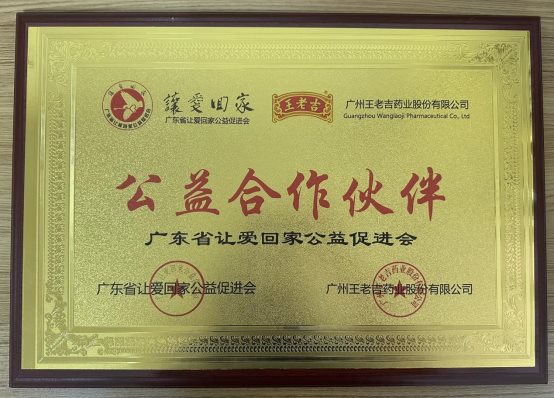 讓愛回家
广东省让爱回家公益促进会
王老吉
广州王老吉药业股份有限公司
Guangzhou Wanglaoji Pharmaceutical Co., Ltd
公益合作伙伴
广东省让爱回家公益促进会
广东省让爱回家公益促进会
广州王老吉药业股份有限公司